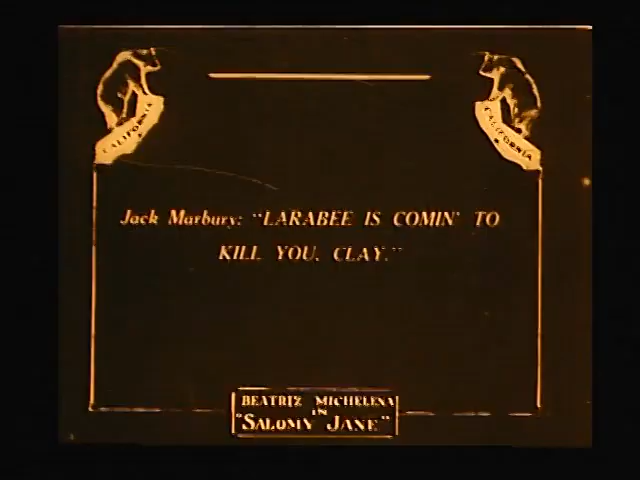 CALIFORNIA
CALIFORNIA
Jack Marbury: "LARABEE IS COMIN' TO
KILL YOU, CLAY."
BEATRIZ MICHELENA
IN
"SALOMY JANE"